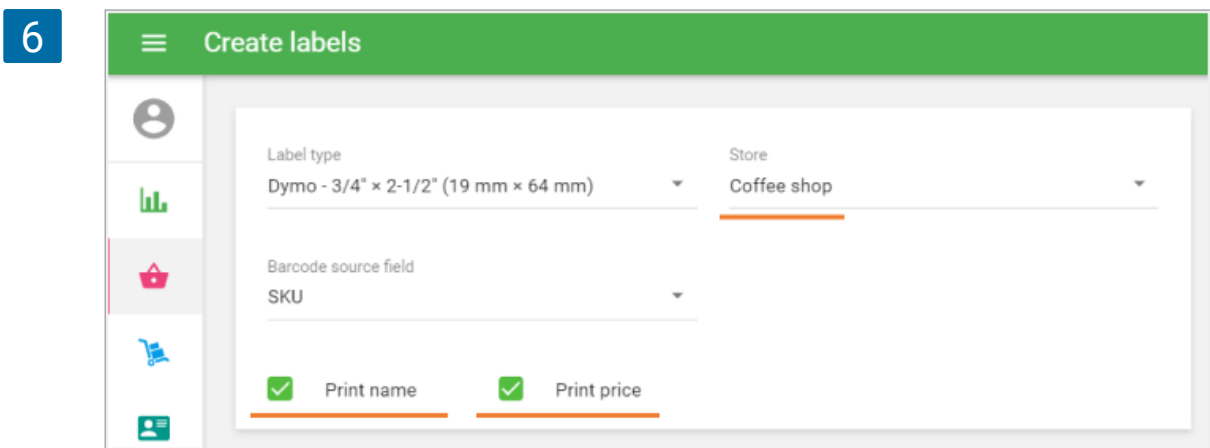 6
Create labels
Label type
Dymo - 3/4" × 2-1/2" (19 mm × 64 mm)
Store
Coffee shop
Barcode source field
SKU
Print name
Print price